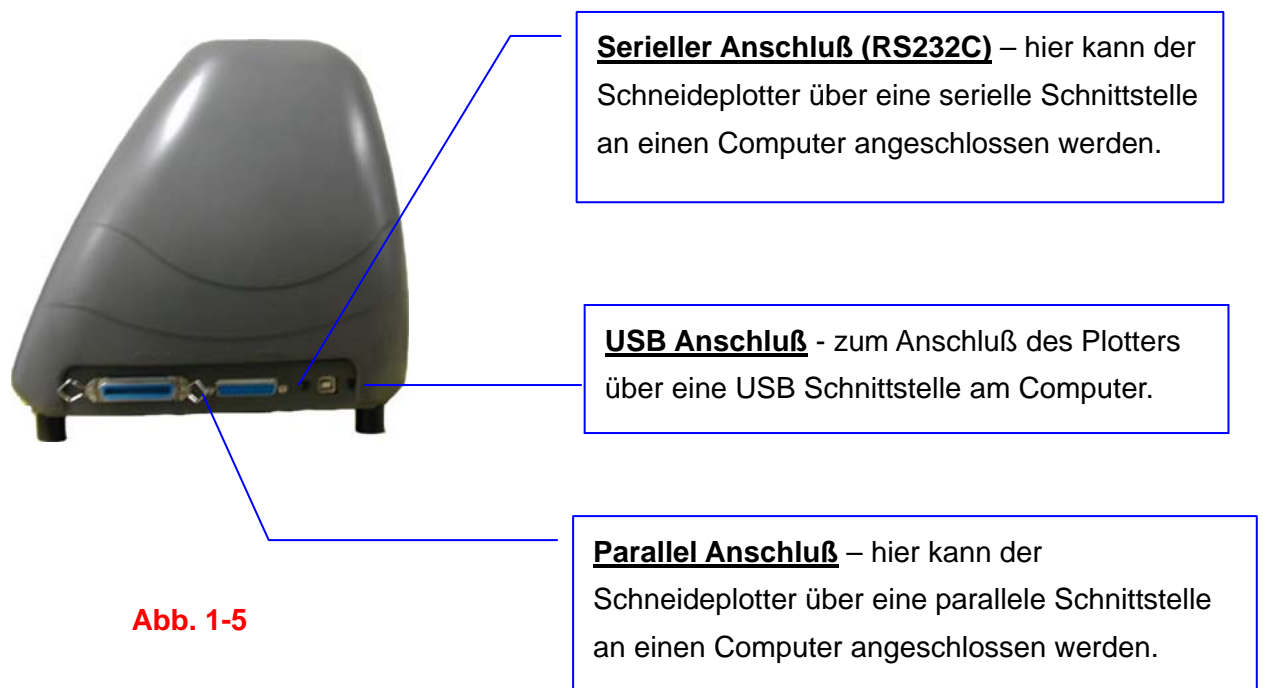 Serieller Anschluß (RS232C) – hier kann der
Schneideplotter über eine serielle Schnittstelle
an einen Computer angeschlossen werden.
USB Anschluß - zum Anschluß des Plotters
über eine USB Schnittstelle am Computer.
Parallel Anschluß – hier kann der
Schneideplotter über eine parallele Schnittstelle
an einen Computer angeschlossen werden.
Abb. 1-5